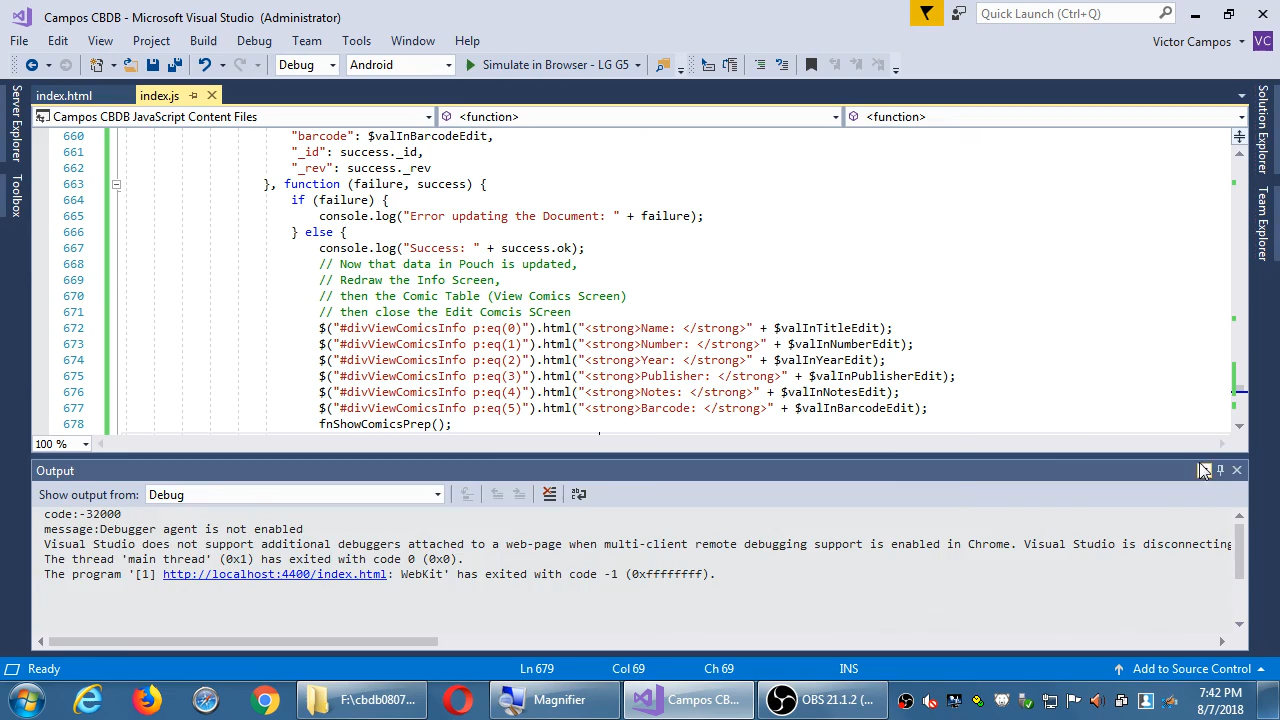 Campos CBDB - Microsoft Visual Studio (Administrator)
Quick Launch (Ctrl+Q)
File Edit View Project Build Debug Team Tools Window Help
Victor Campos VC
Debug Android Simulate in Browser - LG G5
index.html index.js
Campos CBDB JavaScript Content Files <function> <function>
660 "barcode": $valInBarcodeEdit,
661 "_id": success._id,
662 "_rev": success._rev
663 }, function (failure, success) {
664 if (failure) {
665 console.log("Error updating the Document: " + failure);
666 } else {
667 console.log("Success: " + success.ok);
668 // Now that data in Pouch is updated,
669 // Redraw the Info Screen,
670 // then the Comic Table (View Comics Screen)
671 // then close the Edit Comcis SCreen
672 $("#divViewComicsInfo p:eq(0)").html("<strong>Name: </strong>" + $valInTitleEdit);
673 $("#divViewComicsInfo p:eq(1)").html("<strong>Number: </strong>" + $valInNumberEdit);
674 $("#divViewComicsInfo p:eq(2)").html("<strong>Year: </strong>" + $valInYearEdit);
675 $("#divViewComicsInfo p:eq(3)").html("<strong>Publisher: </strong>" + $valInPublisherEdit);
676 $("#divViewComicsInfo p:eq(4)").html("<strong>Notes: </strong>" + $valInNotesEdit);
677 $("#divViewComicsInfo p:eq(5)").html("<strong>Barcode: </strong>" + $valInBarcodeEdit);
678 fnShowComicsPrep();
100 %
Server Explorer
Toolbox
Solution Explorer
Team Explorer
Output
Show output from: Debug
code:-32000
message:Debugger agent is not enabled
Visual Studio does not support additional debuggers attached to a web-page when multi-client remote debugging support is enabled in Chrome. Visual Studio is disconnecting
The thread 'main thread' (0x1) has exited with code 0 (0x0).
The program '[1] http://localhost:4400/index.html: WebKit' has exited with code -1 (0xffffffff).
Ready Ln 679 Col 69 Ch 69 INS Add to Source Control
F:\cbdb0807... Magnifier Campos CB... OBS 21.1.2 (... 7:42 PM
8/7/2018